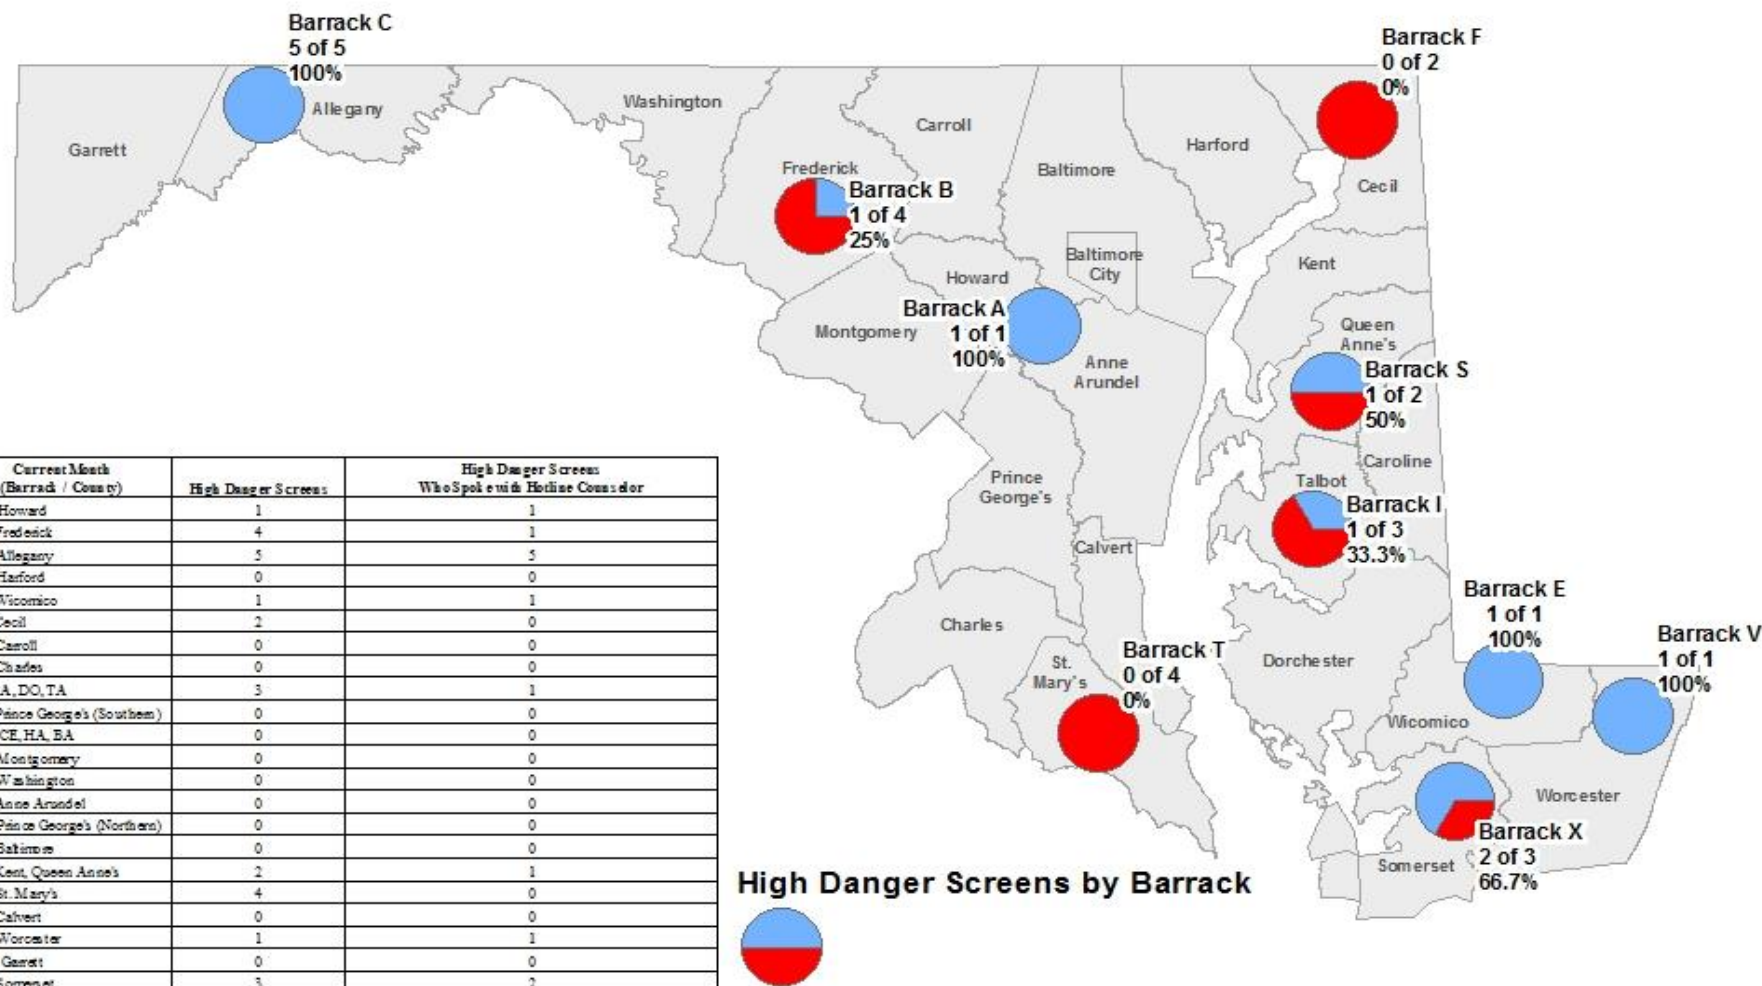 Barrack C
5 of 5
100%
Barrack F
0 of 2
0%
Garrett
Allegany
Washington
Carroll
Baltimore
Harford
Cecil
Frederick
Barrack B
1 of 4
25%
Howard
Baltimore
City
Kent
Barrack A
1 of 1
100%
Montgomery
Anne
Arundel
Queen
Anne's
Barrack S
1 of 2
50%
Caroline
Talbot
Barrack I
1 of 3
33.3%
Prince
George's
Calvert
Charles
St.
Mary's
Barrack T
0 of 4
0%
Dorchester
Barrack E
1 of 1
100%
Barrack V
1 of 1
100%
Wicomico
Worcester
Somerset
Barrack X
2 of 3
66.7%
Current Month
(Barrack / County)
High Danger Screens
High Danger Screens
Who Spoke with Hotline Counselor
Howard 1 1
Frederick 4 1
Allegany 5 5
Harford 0 0
Wicomico 1 1
Cecil 2 0
Carroll 0 0
Charles 0 0
A, DO, TA 3 1
Prince George's (Southern) 0 0
CE, HA, BA 0 0
Montgomery 0 0
Washington 0 0
Anne Arundel 0 0
Prince George's (Northern) 0 0
Baltimore 0 0
Kent, Queen Anne's 2 1
St. Mary's 4 0
Calvert 0 0
Worcester 1 1
Garrett 0 0
Somerset 3 2
High Danger Screens by Barrack